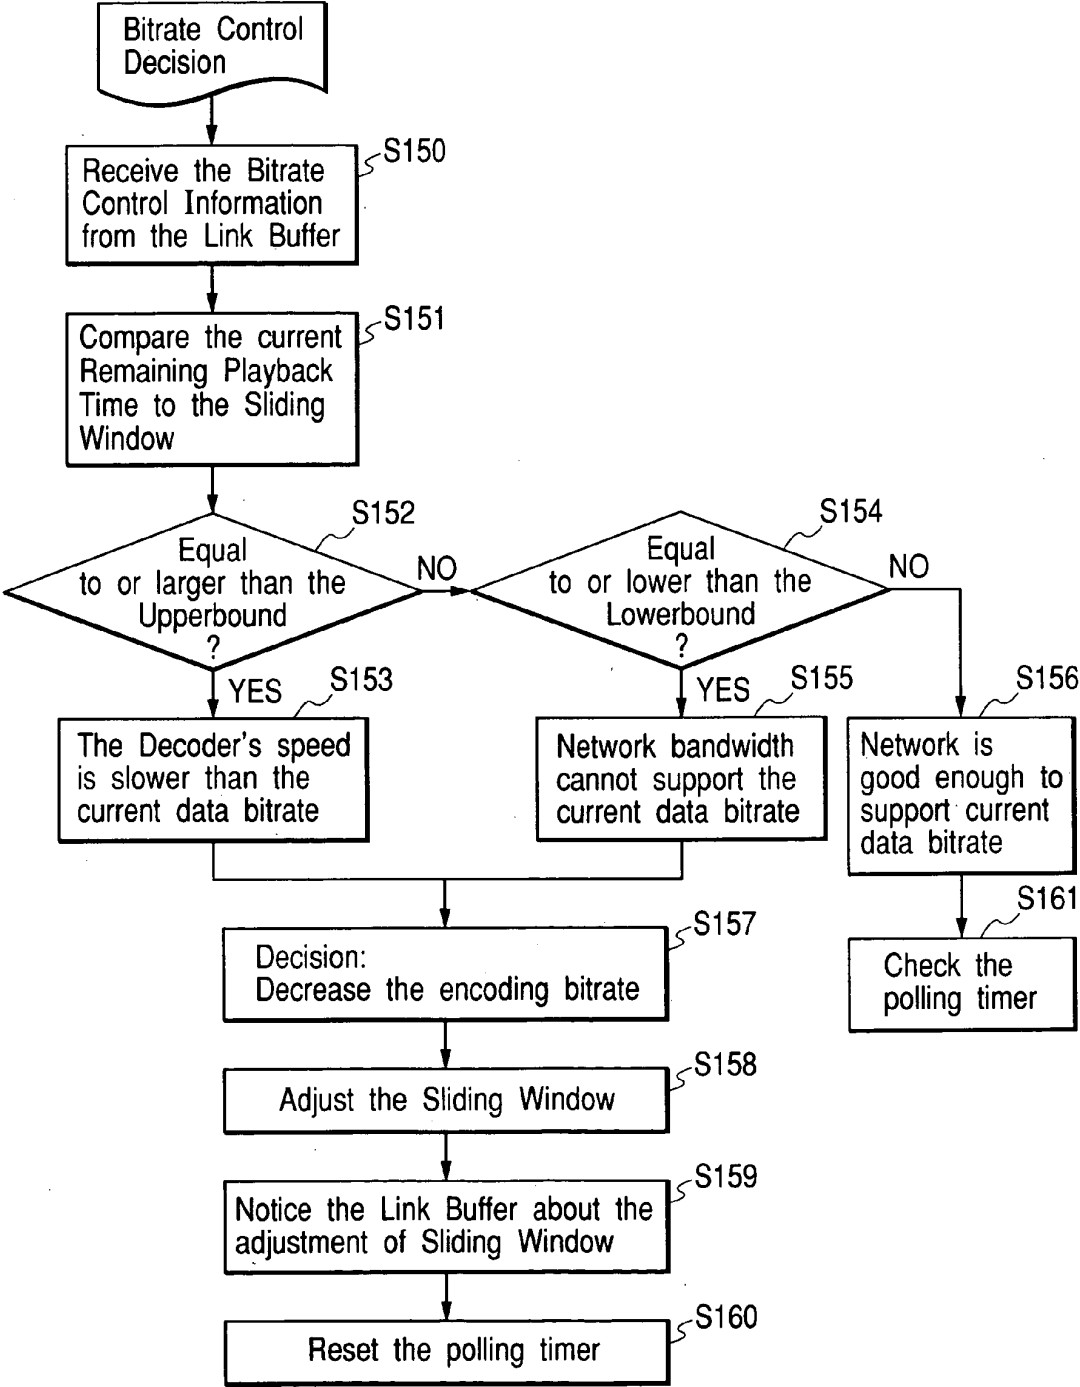 Bitrate Control
Decision
S150
Receive the Bitrate
Control Information
from the Link Buffer
S151
Compare the current
Remaining Playback
Time to the Sliding
Window
S152
Equal
to or larger than the
Upperbound
?
NO
YES
S154
Equal
to or lower than the
Lowerbound
?
NO
YES
S153
The Decoder's speed
is slower than the
current data bitrate
S155
Network bandwidth
cannot support the
current data bitrate
S156
Network is
good enough to
support current
data bitrate
S161
Check the
polling timer
S157
Decision:
Decrease the encoding bitrate
S158
Adjust the Sliding Window
S159
Notice the Link Buffer about the
adjustment of Sliding Window
S160
Reset the polling timer